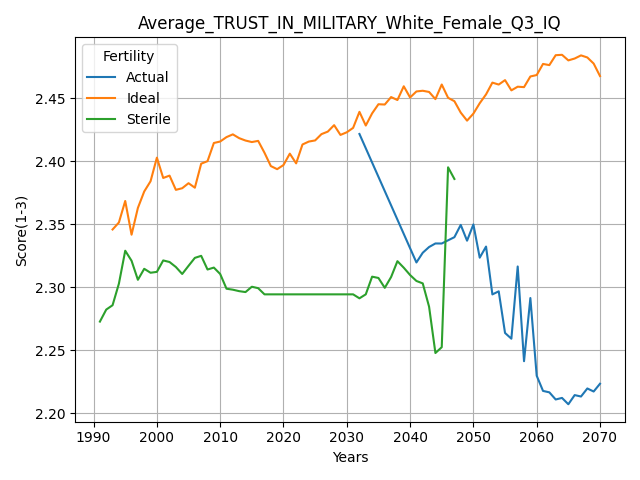 Average_TRUST_IN_MILITARY_White_Female_Q3_IQ
Fertility
Actual
Ideal
Sterile
Score(1-3)
2.45
2.40
2.35
2.30
2.25
2.20
1990 2000 2010 2020 2030 2040 2050 2060 2070
Years